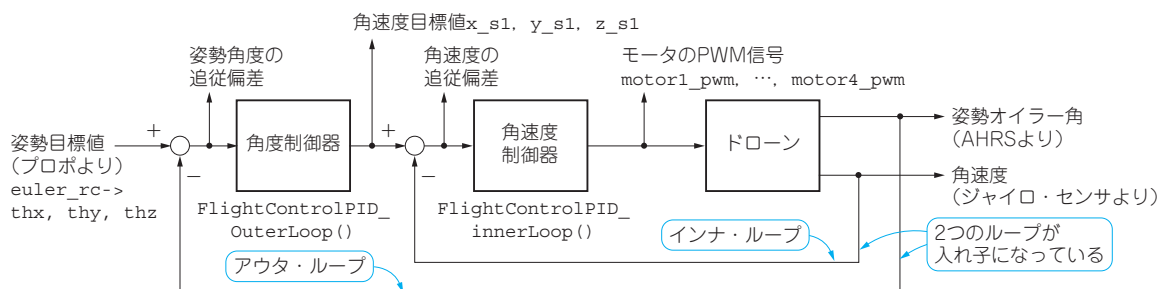 角速度目標値x_s1, y_s1, z_s1
姿勢角度の
追従偏差
角速度の
追従偏差
モータのPWM信号
motor1_pwm, …, motor4_pwm
姿勢目標値
(プロポより)
euler_rc->
thx, thy, thz
+
−
角度制御器
FlightControlPID_
OuterLoop()
+
−
角速度
制御器
FlightControlPID_
innerLoop()
ドローン
姿勢オイラー角
(AHRSより)
角速度
(ジャイロ・センサより)
インナ・ループ
2つのループが
入れ子になっている
アウタ・ループ